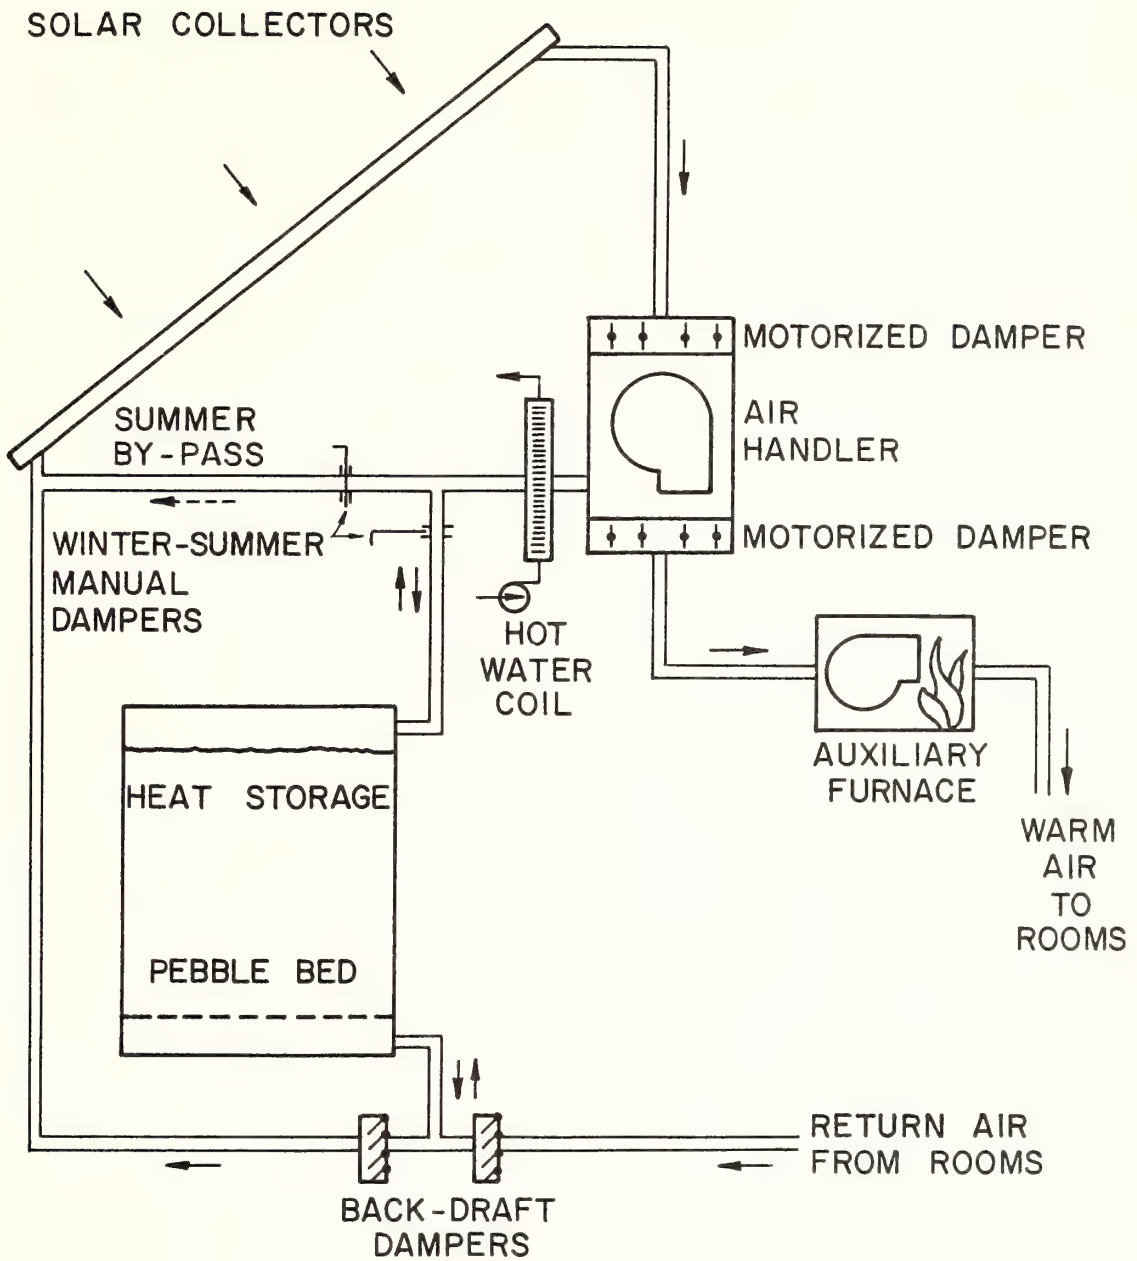 SOLAR COLLECTORS
MOTORIZED DAMPER
AIR
HANDLER
SUMMER
BY-PASS
WINTER-SUMMER
MANUAL
DAMPERS
MOTORIZED DAMPER
HOT
WATER
COIL
AUXILIARY
FURNACE
HEAT STORAGE
PEBBLE BED
WARM
AIR
TO
ROOMS
RETURN AIR
FROM ROOMS
BACK-DRAFT
DAMPERS